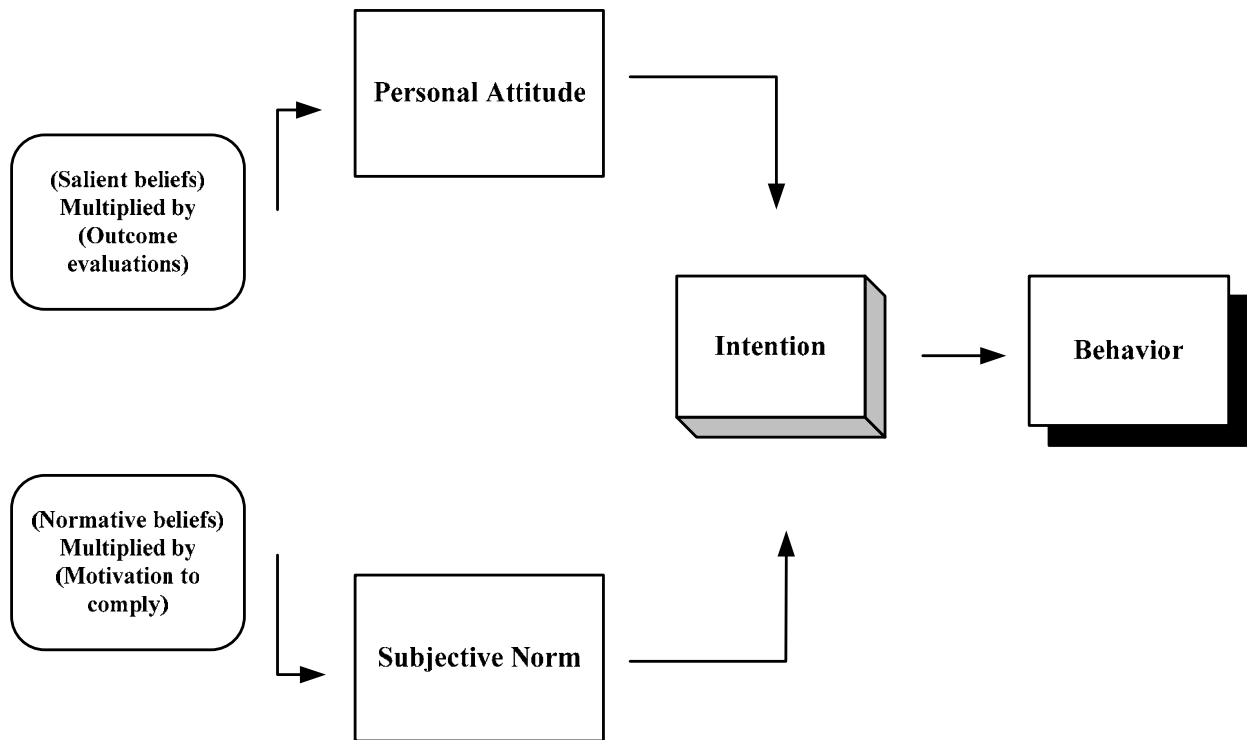 Personal Attitude
(Salient beliefs)
Multiplied by
(Outcome
evaluations)
Intention
Behavior
(Normative beliefs)
Multiplied by
(Motivation to
comply)
Subjective Norm